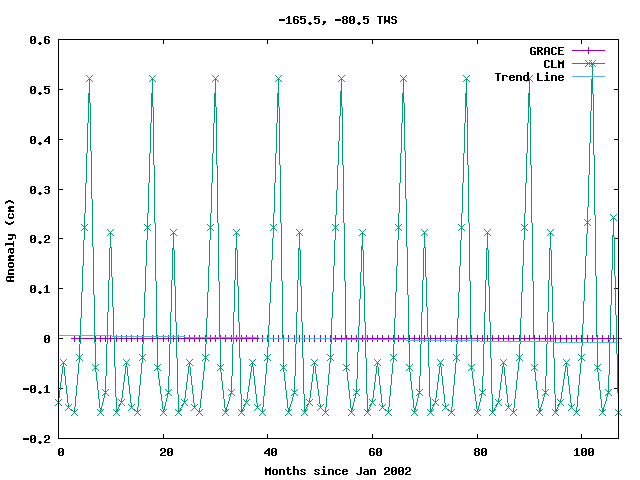 -165.5, -80.5 TWS
GRACE
CLM
Trend Line
0.6
0.5
0.4
0.3
0.2
0.1
0
-0.1
-0.2
Anomaly (cm)
0 20 40 60 80 100
Months since Jan 2002